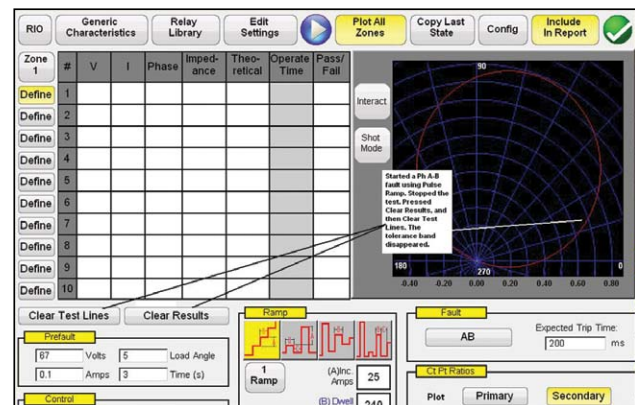 RIO
Generic Characteristics
Relay Library
Edit Settings
Plot All Zones
Copy Last State
Config
Include In Report
Zone 1
# V I Phase Imped-ance Theo-retical Operate Time Pass/Fail
Define 1
Define 2
Define 3
Define 4
Define 5
Define 6
Define 7
Define 8
Define 9
Define 10
Interact
Shot Mode
90
Started a Ph A-B
fault using Pulse
Ramp. Stopped the
test. Pressed
Clear Results, and
then Clear Test
Lines. The
tolerance band
disappeared.
180
270
-0.40 0.20 0.00 0.20 0.40 0.60 0.80
Clear Test Lines
Clear Results
Prefault
67 Volts 5 Load Angle
0.1 Amps 3 Time (s)
Control
Ramp
1
Ramp
(A)Inc.
Amps
25
(B) Dwell
240
Fault
AB
Expected Trip Time:
200 ms
Ct Pt Ratios
Plot Primary Secondary